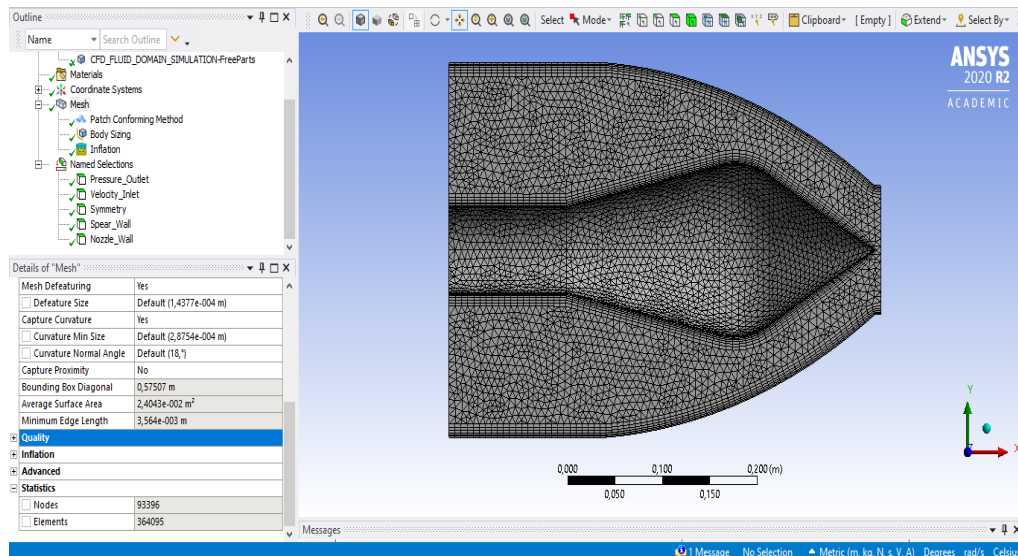 Outline
Name Search Outline
CFD_FLUID_DOMAIN_SIMULATION-FreeParts
Materials
Coordinate Systems
Mesh
Patch Conforming Method
Body Sizing
Inflation
Named Selections
Pressure_Outlet
Velocity_Inlet
Symmetry
Spear_Wall
Nozzle_Wall
Details of "Mesh"
Mesh Defeaturing Yes
Defeature Size Default (1,4377e-004 m)
Capture Curvature Yes
Curvature Min Size Default (2,8754e-004 m)
Curvature Normal Angle Default (18,°)
Capture Proximity No
Bounding Box Diagonal 0,57507 m
Average Surface Area 2,4043e-002 m²
Minimum Edge Length 3,564e-003 m
Quality
Inflation
Advanced
Statistics
Nodes 93396
Elements 364095
Select Mode Clipboard [ Empty ] Extend Select By
ANSYS
2020 R2
ACADEMIC
Y
X
Z
0,000 0,100 0,200 (m)
0,050 0,150
Messages
1 Message No Selection Metric (m, kg, N, s, V, A) Degrees rad/s Celsius